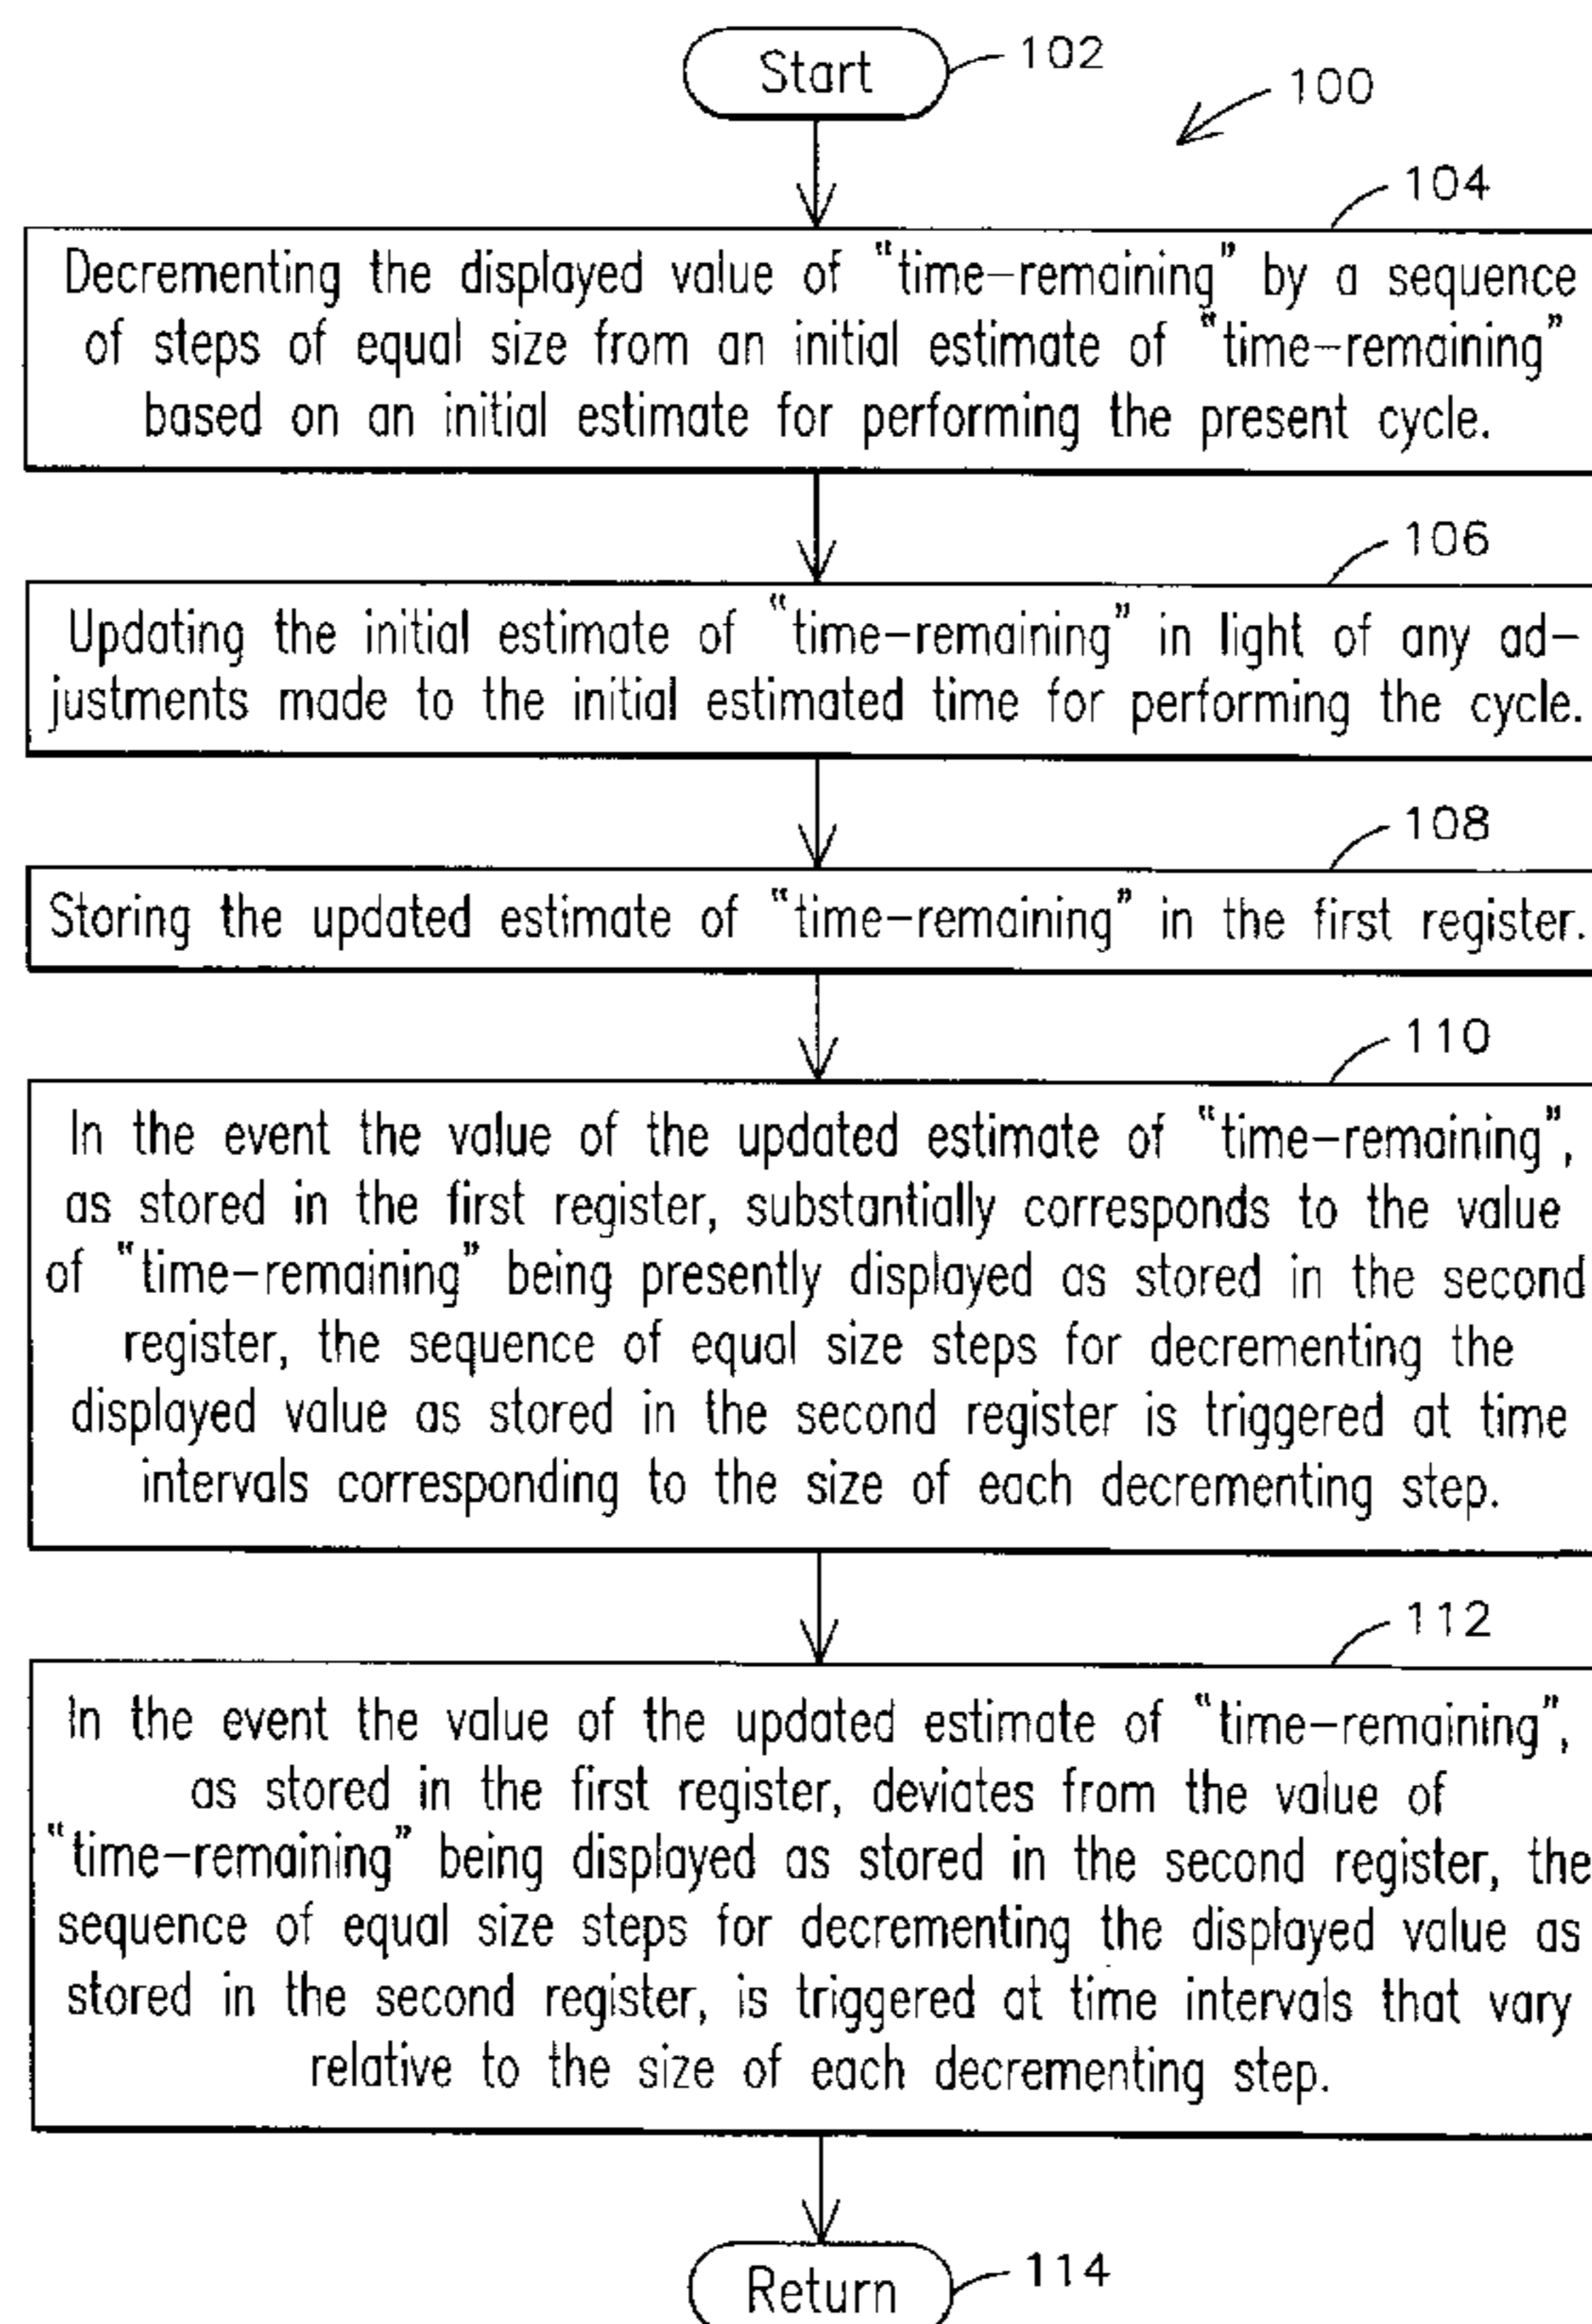 Start
102
100
104
Decrementing the displayed value of "time-remaining" by a sequence
of steps of equal size from an initial estimate of "time-remaining"
based on an initial estimate for performing the present cycle.
106
Updating the initial estimate of "time-remaining" in light of any ad-
justments made to the initial estimated time for performing the cycle.
108
Storing the updated estimate of "time-remaining" in the first register.
110
In the event the value of the updated estimate of "time-remaining",
as stored in the first register, substantially corresponds to the value
of "time-remaining" being presently displayed as stored in the second
register, the sequence of equal size steps for decrementing the
displayed value as stored in the second register is triggered at time
intervals corresponding to the size of each decrementing step.
112
In the event the value of the updated estimate of "time-remaining",
as stored in the first register, deviates from the value of
"time-remaining" being displayed as stored in the second register, the
sequence of equal size steps for decrementing the displayed value as
stored in the second register, is triggered at time intervals that vary
relative to the size of each decrementing step.
Return
114